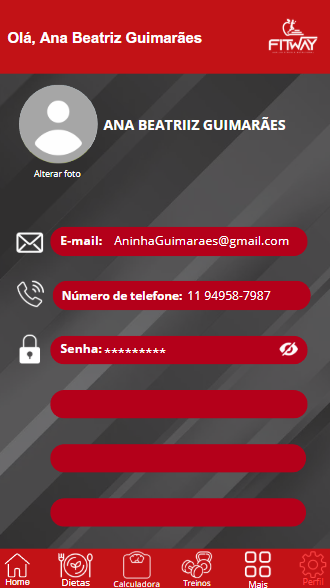 Olá, Ana Beatriz Guimarães
FITWAY
ANA BEATRIIZ GUIMARÃES
Alterar foto
E-mail: AninhaGuimaraes@gmail.com
Número de telefone: 11 94958-7987
Senha: *********
Home Dietas Calculadora Treinos Mais Perfil